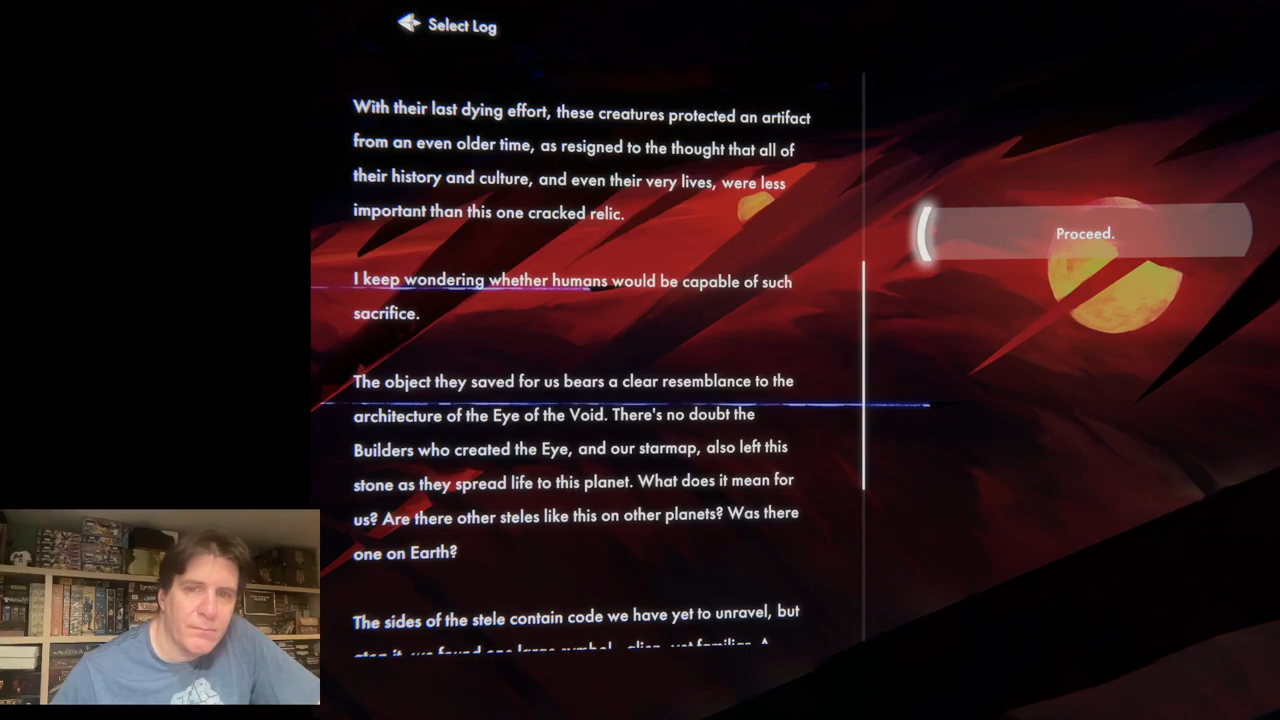 Select Log
With their last dying effort, these creatures protected an artifact
from an even older time, as resigned to the thought that all of
their history and culture, and even their very lives, were less
important than this one cracked relic.
I keep wondering whether humans would be capable of such
sacrifice.
The object they saved for us bears a clear resemblance to the
architecture of the Eye of the Void. There's no doubt the
Builders who created the Eye, and our starmap, also left this
stone as they spread life to this planet. What does it mean for
us? Are there other steles like this on other planets? Was there
one on Earth?
The sides of the stele contain code we have yet to unravel, but
Proceed.